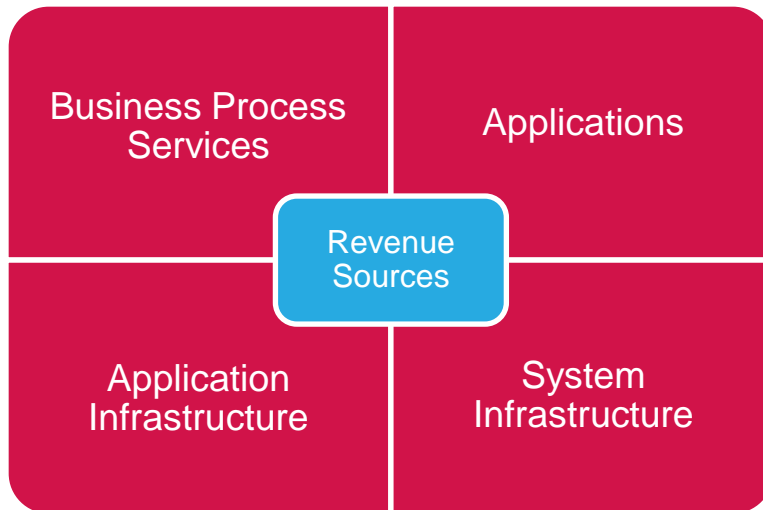 Business Process
Services
Applications
Revenue
Sources
Application
Infrastructure
System
Infrastructure